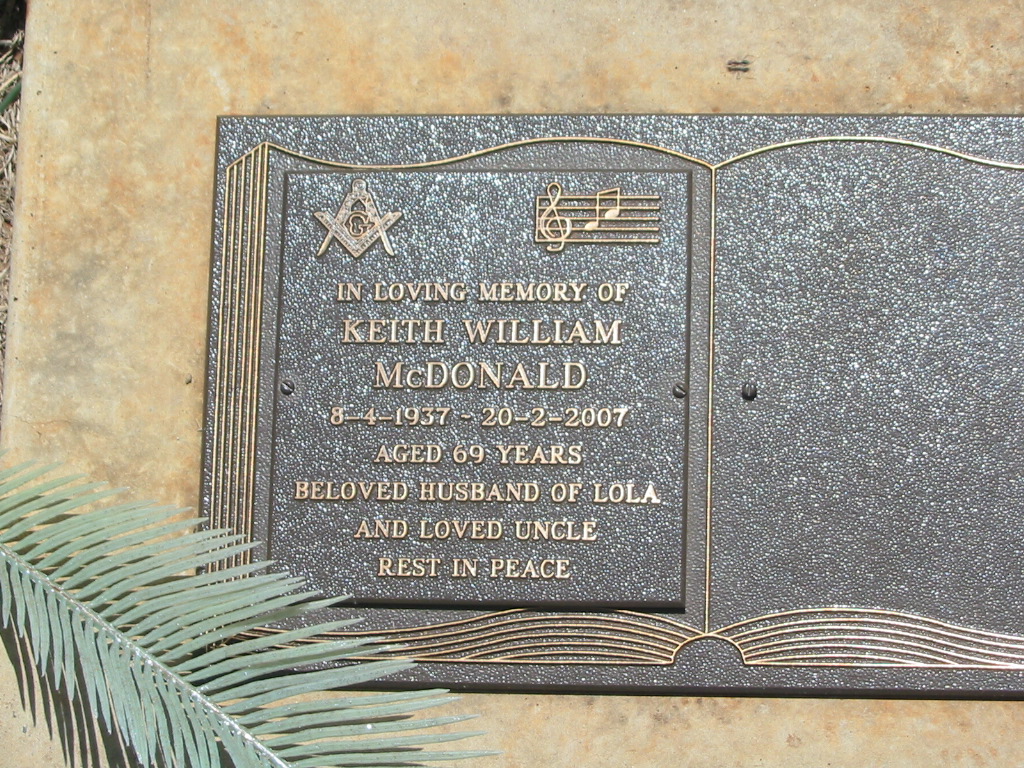 G
IN LOVING MEMORY OF
KEITH WILLIAM
McDONALD
8-4-1937 - 20-2-2007
AGED 69 YEARS
BELOVED HUSBAND OF LOLA
AND LOVED UNCLE
REST IN PEACE